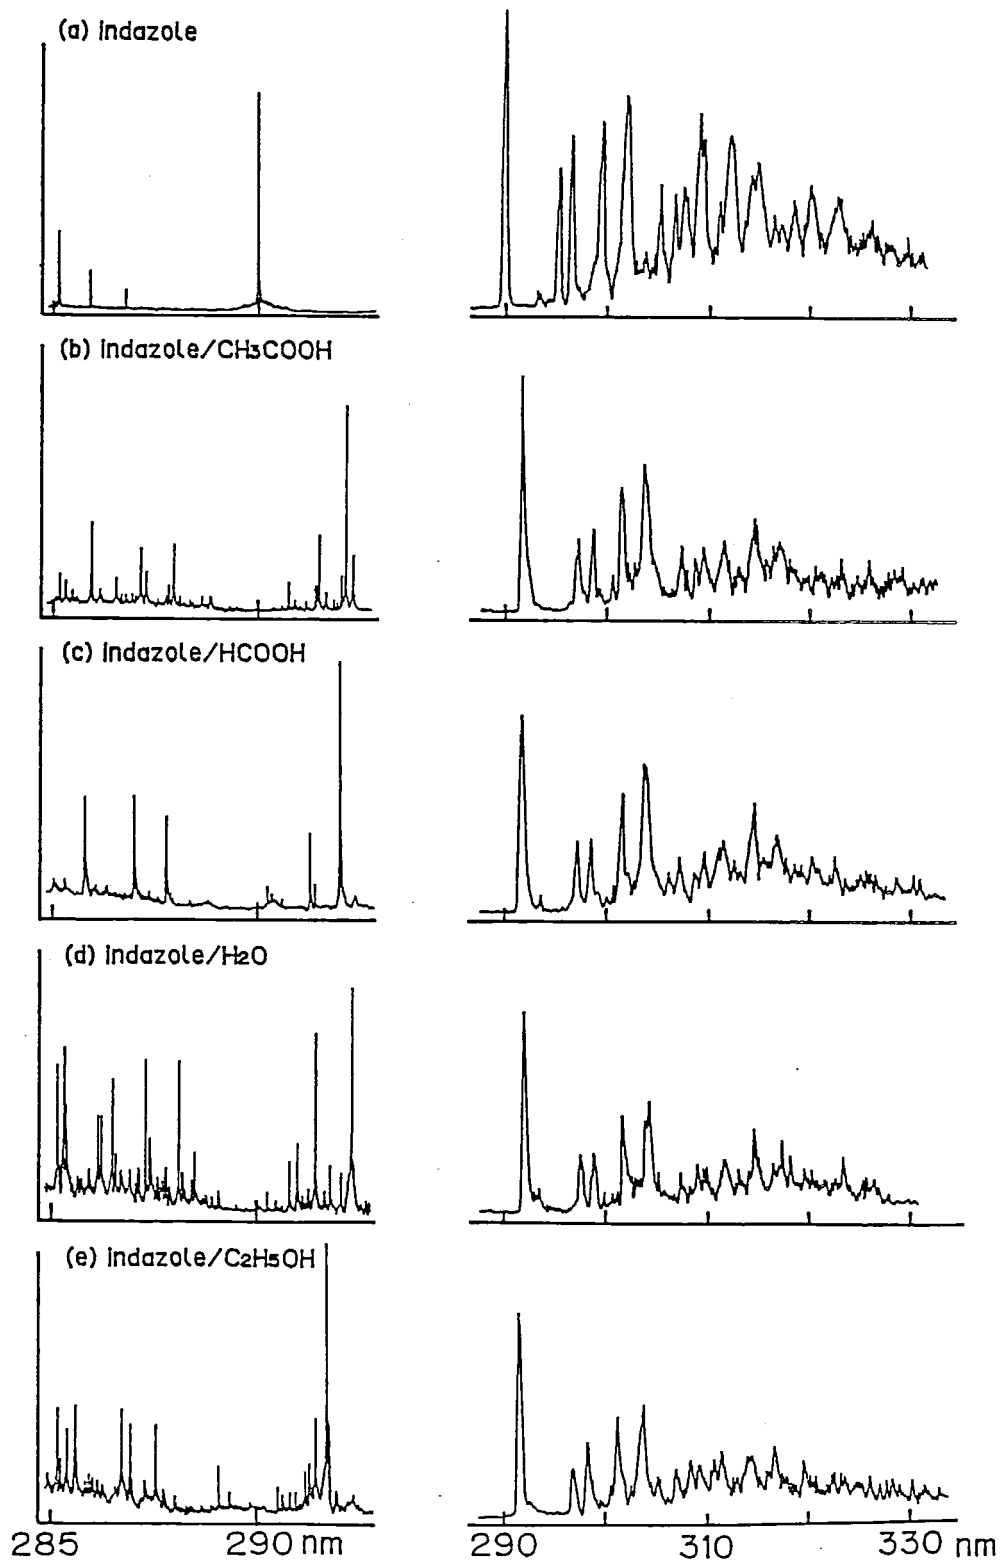 (a) indazole
(b) indazole/CH3COOH
(c) indazole/HCOOH
(d) indazole/H2O
(e) indazole/C2H5OH
285 290 nm 290 310 330 nm